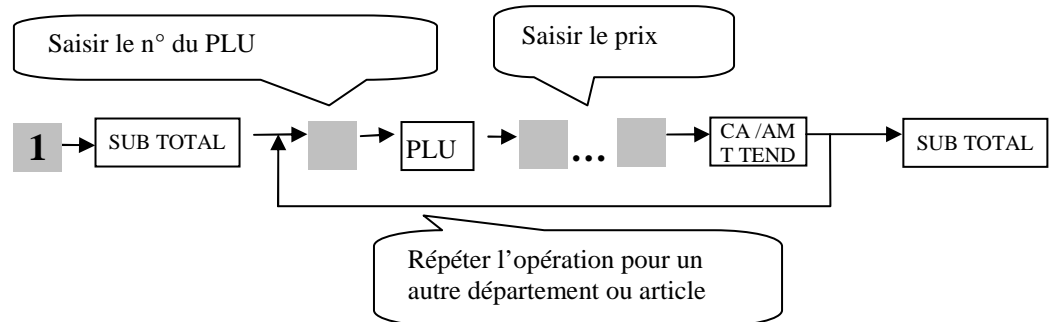 Saisir le n° du PLU
Saisir le prix
1
SUB TOTAL
PLU
...
CA /AM
T TEND
SUB TOTAL
Répéter l’opération pour un
autre département ou article